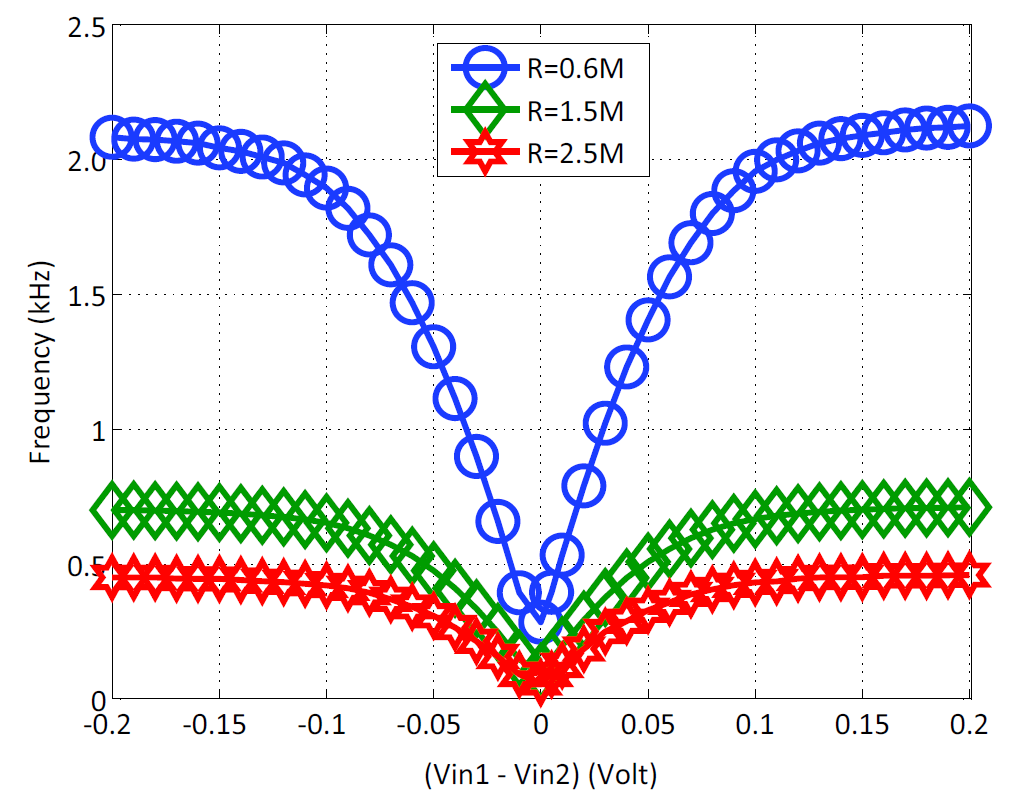 2.5
R=0.6M
R=1.5M
R=2.5M
2.0
1.5
Frequency (kHz)
1
0.5
0
-0.2 -0.15 -0.1 -0.05 0 0.05 0.1 0.15 0.2
(Vin1 - Vin2) (Volt)